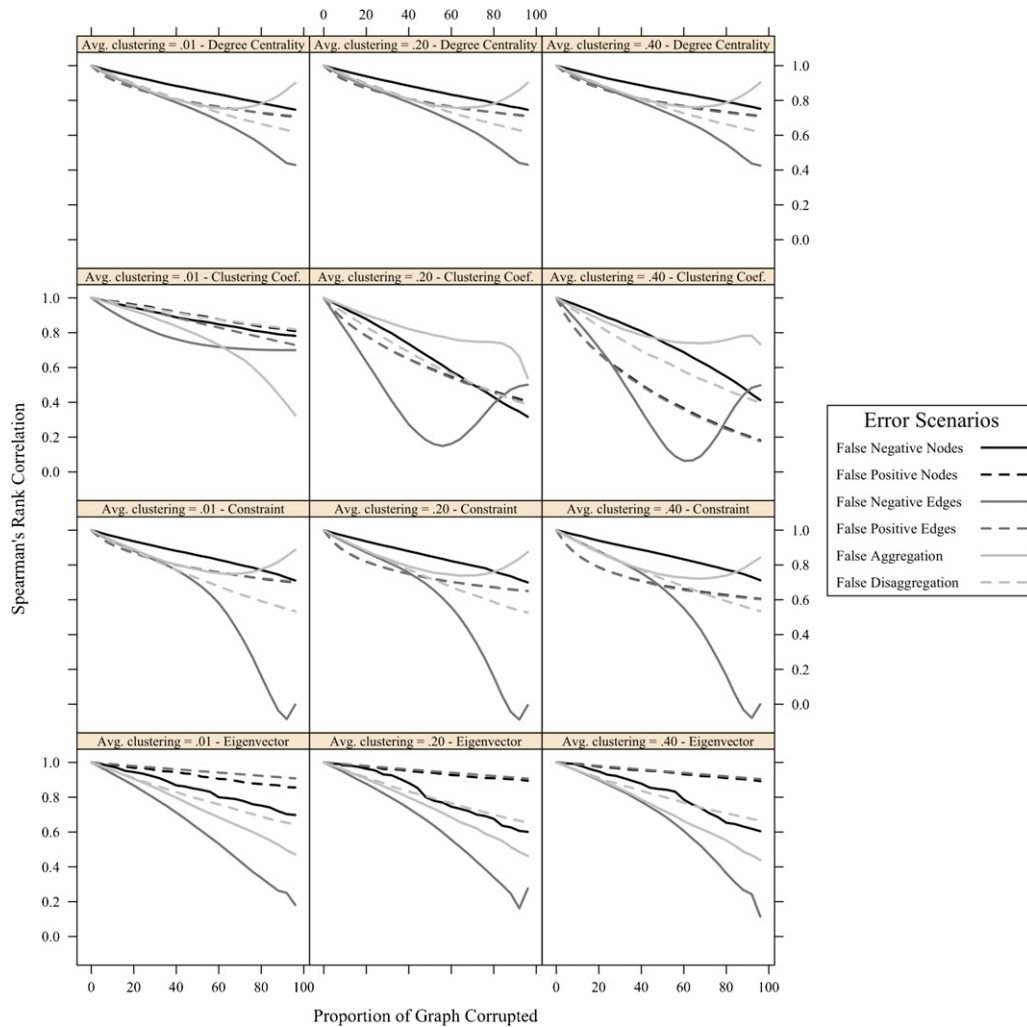 0 20 40 60 80 100
Avg. clustering = .01 - Degree Centrality
Avg. clustering = .20 - Degree Centrality
Avg. clustering = .40 - Degree Centrality
1.0
0.8
0.6
0.4
0.2
0.0
Avg. clustering = .01 - Clustering Coef.
Avg. clustering = .20 - Clustering Coef.
Avg. clustering = .40 - Clustering Coef.
1.0
0.8
0.6
0.4
0.2
0.0
Avg. clustering = .01 - Constraint
Avg. clustering = .20 - Constraint
Avg. clustering = .40 - Constraint
1.0
0.8
0.6
0.4
0.2
0.0
Avg. clustering = .01 - Eigenvector
Avg. clustering = .20 - Eigenvector
Avg. clustering = .40 - Eigenvector
1.0
0.8
0.6
0.4
0.2
0.0
0 20 40 60 80 100
0 20 40 60 80 100
Spearman's Rank Correlation
Proportion of Graph Corrupted
Error Scenarios
False Negative Nodes
False Positive Nodes
False Negative Edges
False Positive Edges
False Aggregation
False Disaggregation